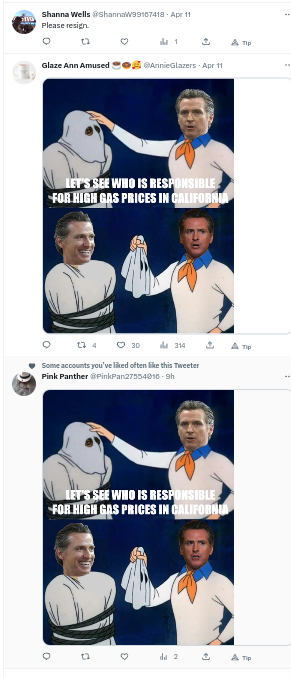 Shanna Wells @ShannaW99167418 · Apr 11
Please resign.
1 Tip
Glaze Ann Amused @AnnieGlazers · Apr 11
LET'S SEE WHO IS RESPONSIBLE
FOR HIGH GAS PRICES IN CALIFORNIA
4 30 314 Tip
Some accounts you've liked often like this Tweeter
Pink Panther @PinkPan27554016 · 9h
LET'S SEE WHO IS RESPONSIBLE
FOR HIGH GAS PRICES IN CALIFORNIA
2 Tip